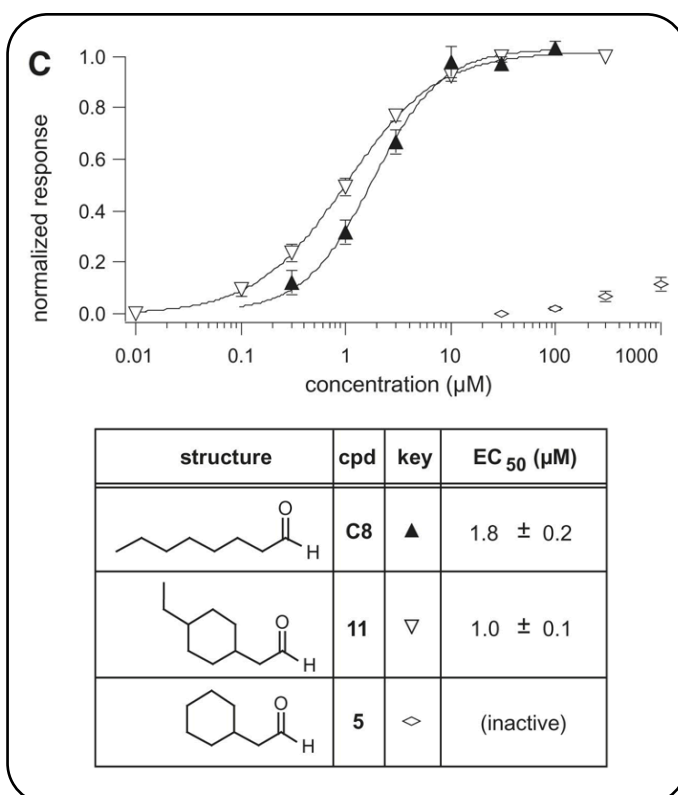 C
normalized response
1.0
0.8
0.6
0.4
0.2
0.0
0.01 0.1 1 10 100 1000
concentration (µM)
structure cpd key EC 50 (µM)
O
H
C8 ▲ 1.8 ± 0.2
O
H
11 ▽ 1.0 ± 0.1
O
H
5 ◇ (inactive)